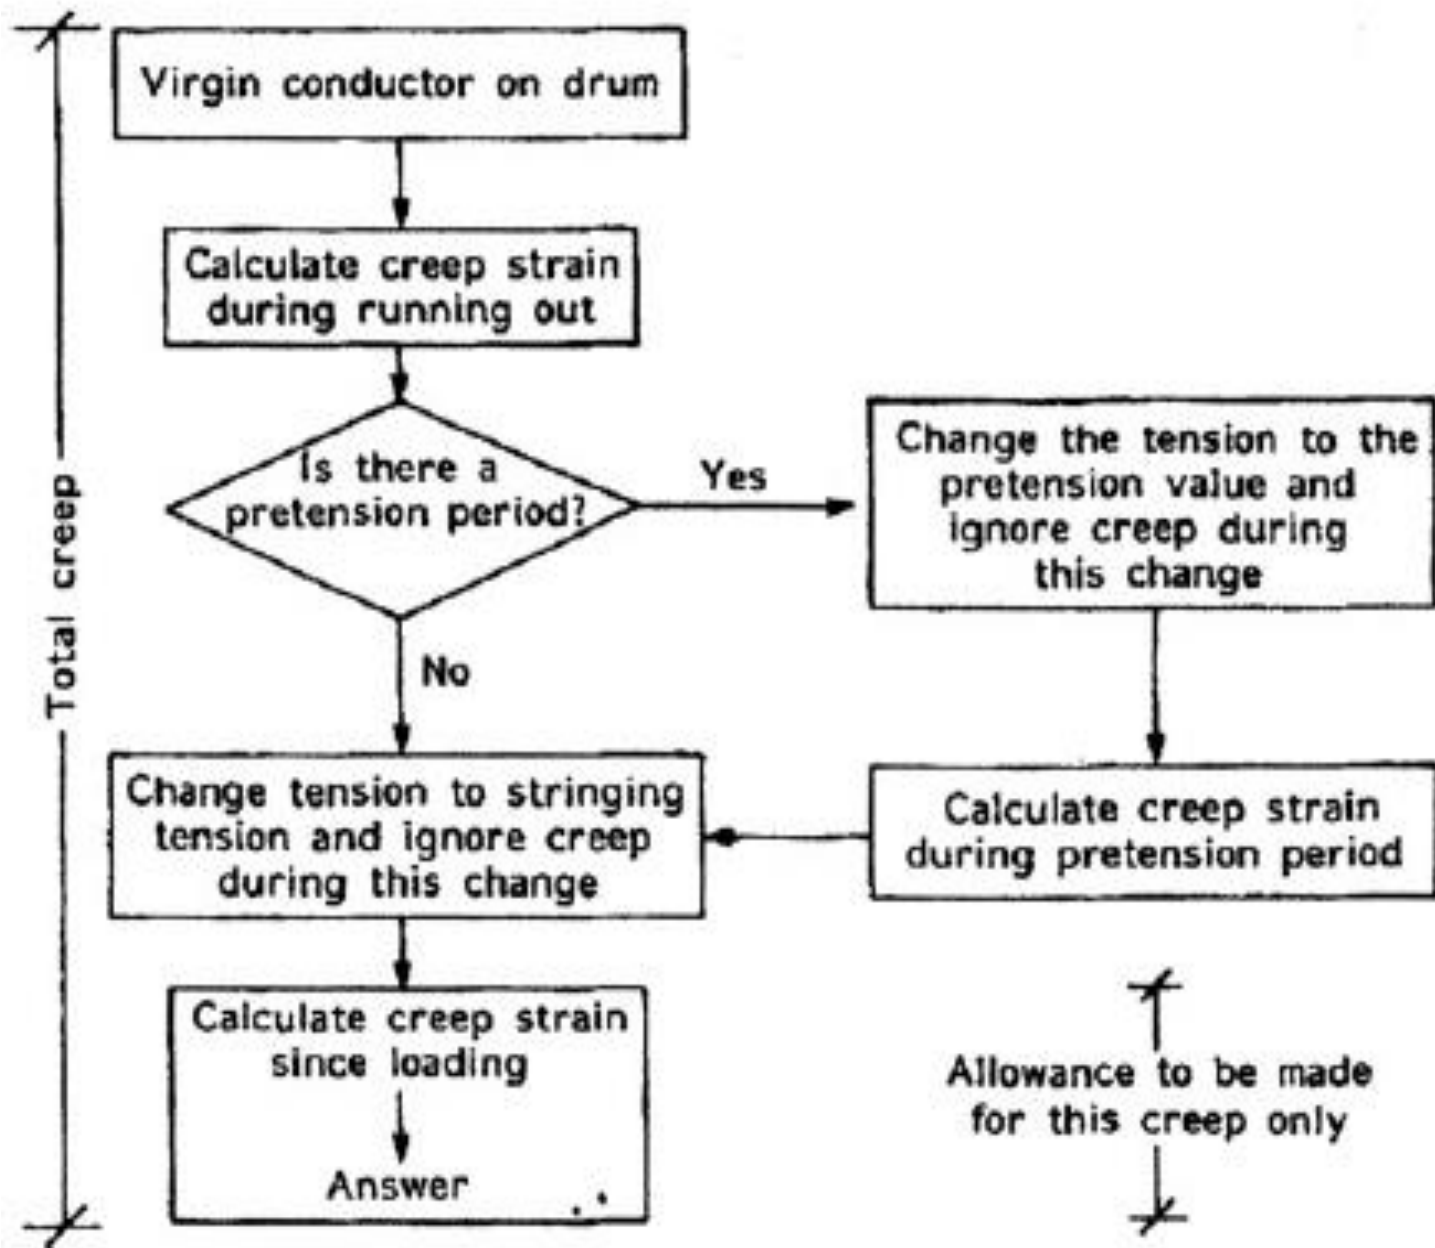 Virgin conductor on drum
Calculate creep strain
during running out
Is there a
pretension period?
Yes
Change the tension to the
pretension value and
ignore creep during
this change
No
Total creep
Change tension to stringing
tension and ignore creep
during this change
Calculate creep strain
during pretension period
Calculate creep strain
since loading
Answer
Allowance to be made
for this creep only